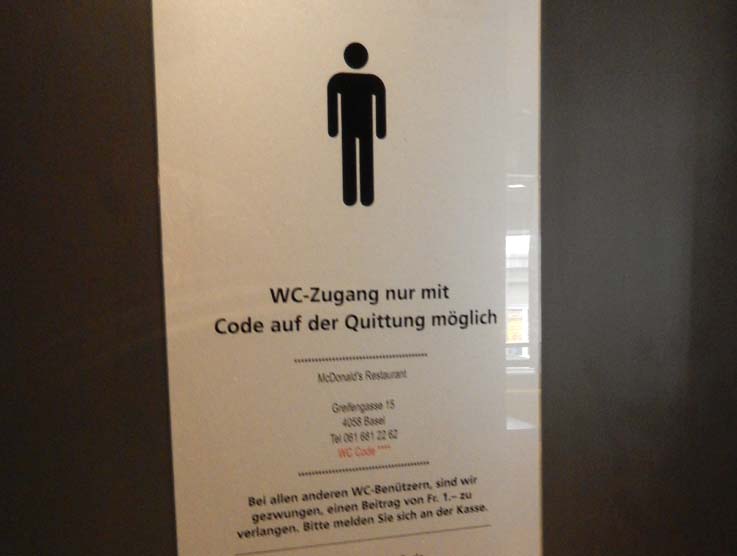 WC-Zugang nur mit
Code auf der Quittung möglich
McDonald's Restaurant
Greifengasse 15
4058 Basel
Tel 061 681 22 62
WC Code ****
Bei allen anderen WC-Benützern, sind wir
gezwungen, einen Beitrag von Fr. 1.– zu
verlangen. Bitte melden Sie sich an der Kasse.